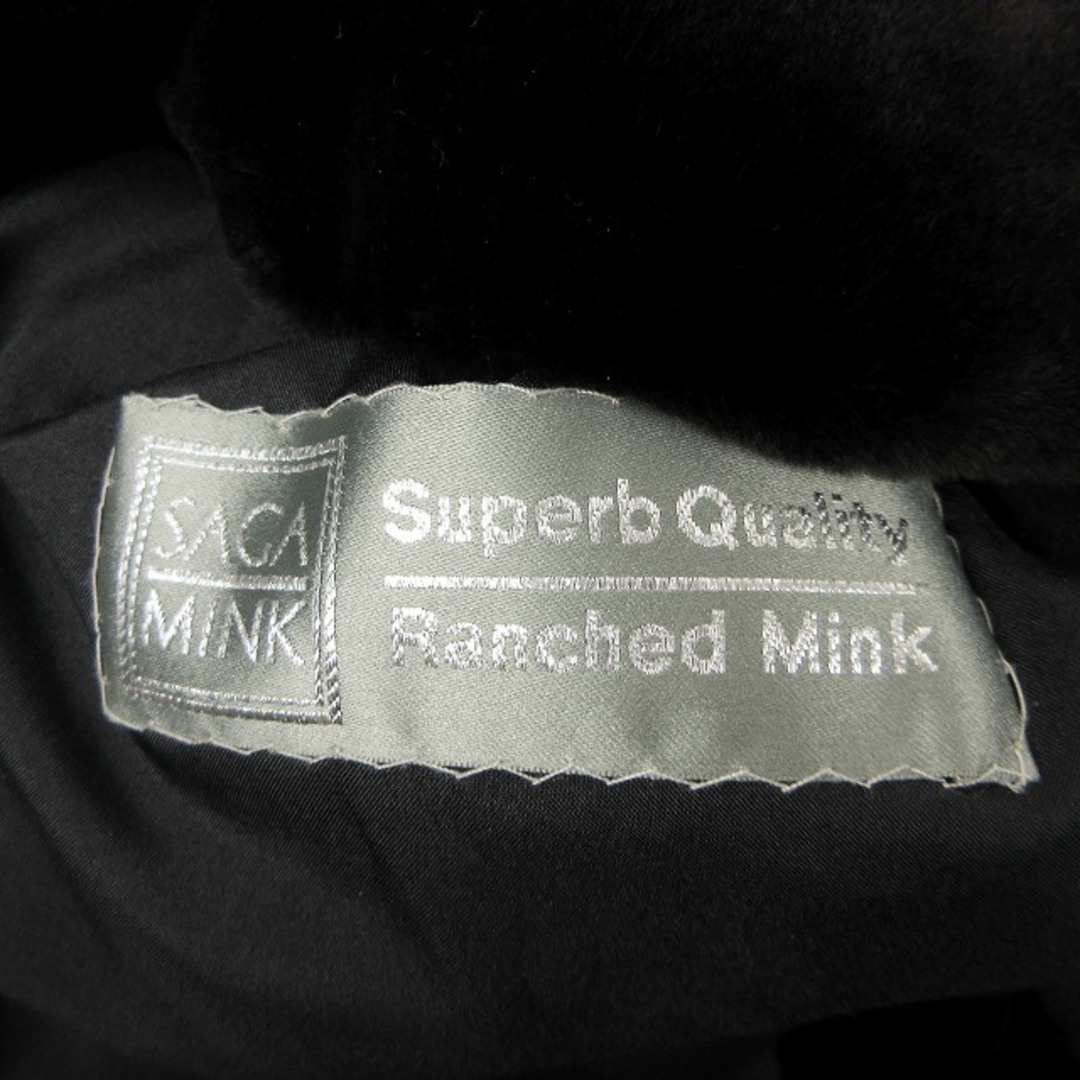 SAGA
MINK
Superb Quality
Ranched Mink